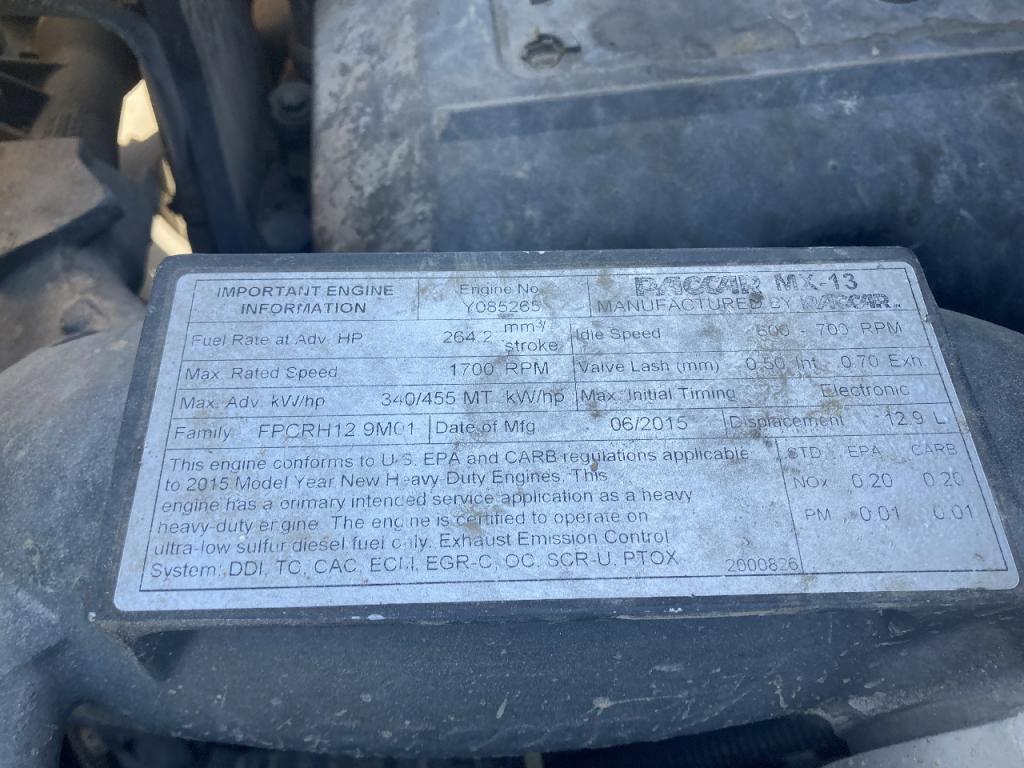 IMPORTANT ENGINE INFORMATION
Engine No. Y085265
PACCAR MX-13
MANUFACTURED BY PACCAR INC
Fuel Rate at Adv. HP 264.2 mm³/stroke
Idle Speed 600 - 700 RPM
Max. Rated Speed 1700 RPM
Valve Lash (mm) 0.50 Int. 0.70 Exh.
Max. Adv. kW/hp 340/455 MT. kW/hp
Max. Initial Timing Electronic
Family FPCRH12.9M01
Date of Mfg 06/2015
Displacement 12.9 L
This engine conforms to U.S. EPA and CARB regulations applicable
to 2015 Model Year New Heavy Duty Engines. This
engine has a primary intended service application as a heavy
heavy-duty engine. The engine is certified to operate on
ultra-low sulfur diesel fuel only. Exhaust Emission Control
System: DDI, TC, CAC, ECM, EGR-C, OC, SCR-U, PTOX
2000826
STD. EPA CARB
NOx 0.20 0.20
PM 0.01 0.01